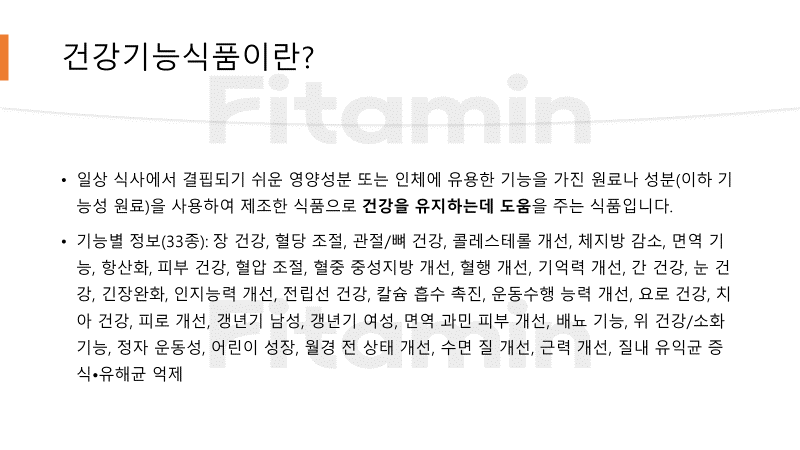 건강기능식품이란?
Fitamin
• 일상 식사에서 결핍되기 쉬운 영양성분 또는 인체에 유용한 기능을 가진 원료나 성분(이하 기
능성 원료)을 사용하여 제조한 식품으로 건강을 유지하는데 도움을 주는 식품입니다.
• 기능별 정보(33종): 장 건강, 혈당 조절, 관절/뼈 건강, 콜레스테롤 개선, 체지방 감소, 면역 기
능, 항산화, 피부 건강, 혈압 조절, 혈중 중성지방 개선, 혈행 개선, 기억력 개선, 간 건강, 눈 건
강, 긴장완화, 인지능력 개선, 전립선 건강, 칼슘 흡수 촉진, 운동수행 능력 개선, 요로 건강, 치
아 건강, 피로 개선, 갱년기 남성, 갱년기 여성, 면역 과민 피부 개선, 배뇨 기능, 위 건강/소화
기능, 정자 운동성, 어린이 성장, 월경 전 상태 개선, 수면 질 개선, 근력 개선, 질내 유익균 증
식•유해균 억제
Fitamin